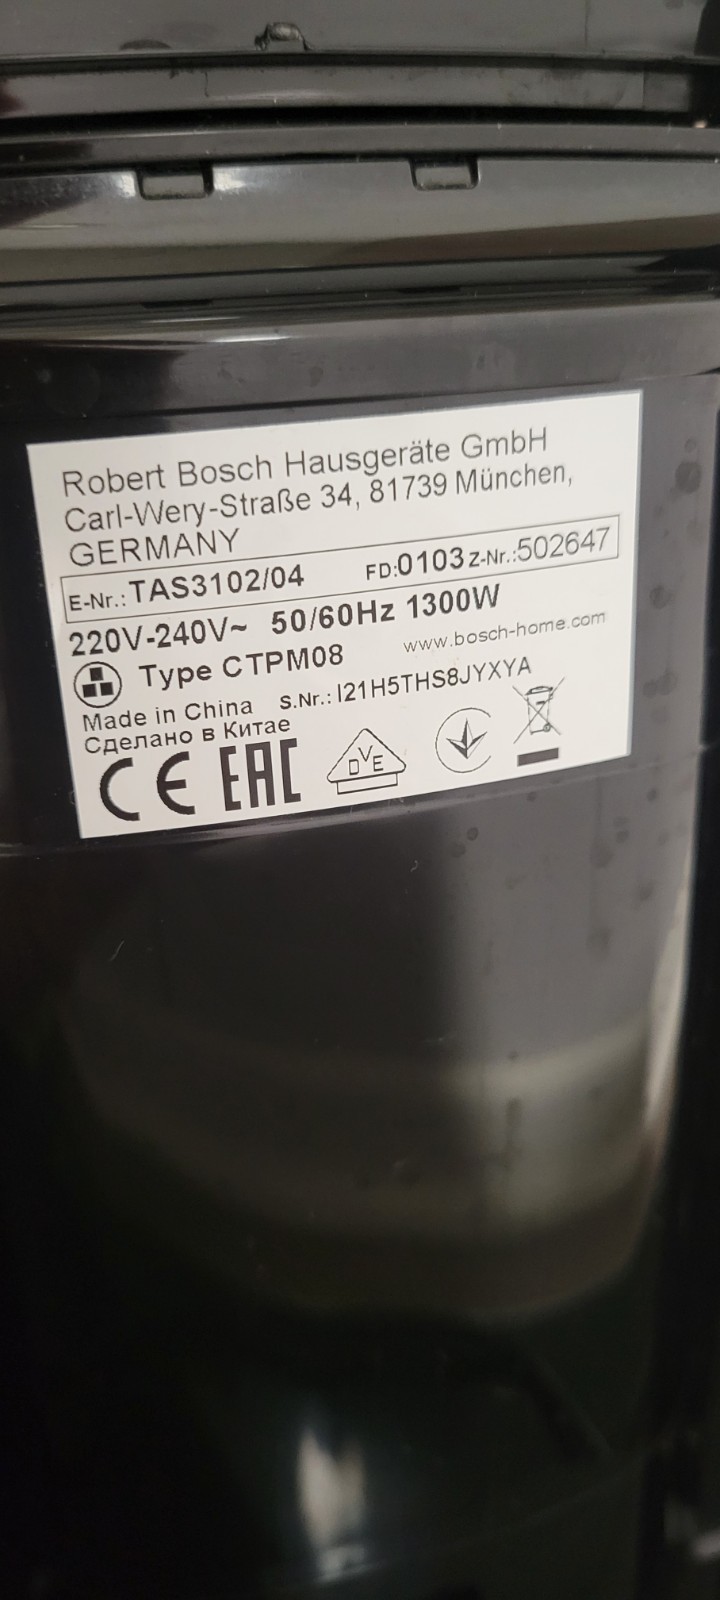 Robert Bosch Hausgeräte GmbH
Carl-Wery-Straße 34, 81739 München,
GERMANY
E-Nr.: TAS3102/04 FD: 0103 Z-Nr.: 502647
220V-240V~ 50/60Hz 1300W
Type CTPM08 www.bosch-home.com
Made in China S.Nr.: I21H5THS8JYXYA
Сделано в Китае
CE EAC DVE